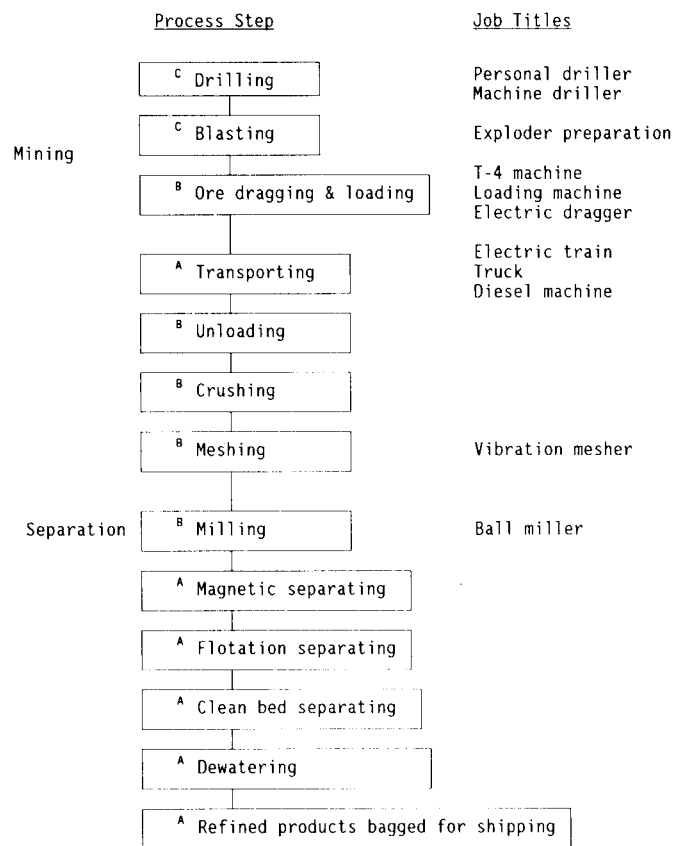 Process Step Job Titles
C Drilling Personal driller
Machine driller
C Blasting Exploder preparation
Mining
T-4 machine
B Ore dragging & loading Loading machine
Electric dragger
Electric train
A Transporting Truck
Diesel machine
B Unloading
B Crushing
B Meshing Vibration mesher
Separation B Milling Ball miller
A Magnetic separating
A Flotation separating
A Clean bed separating
A Dewatering
A Refined products bagged for shipping